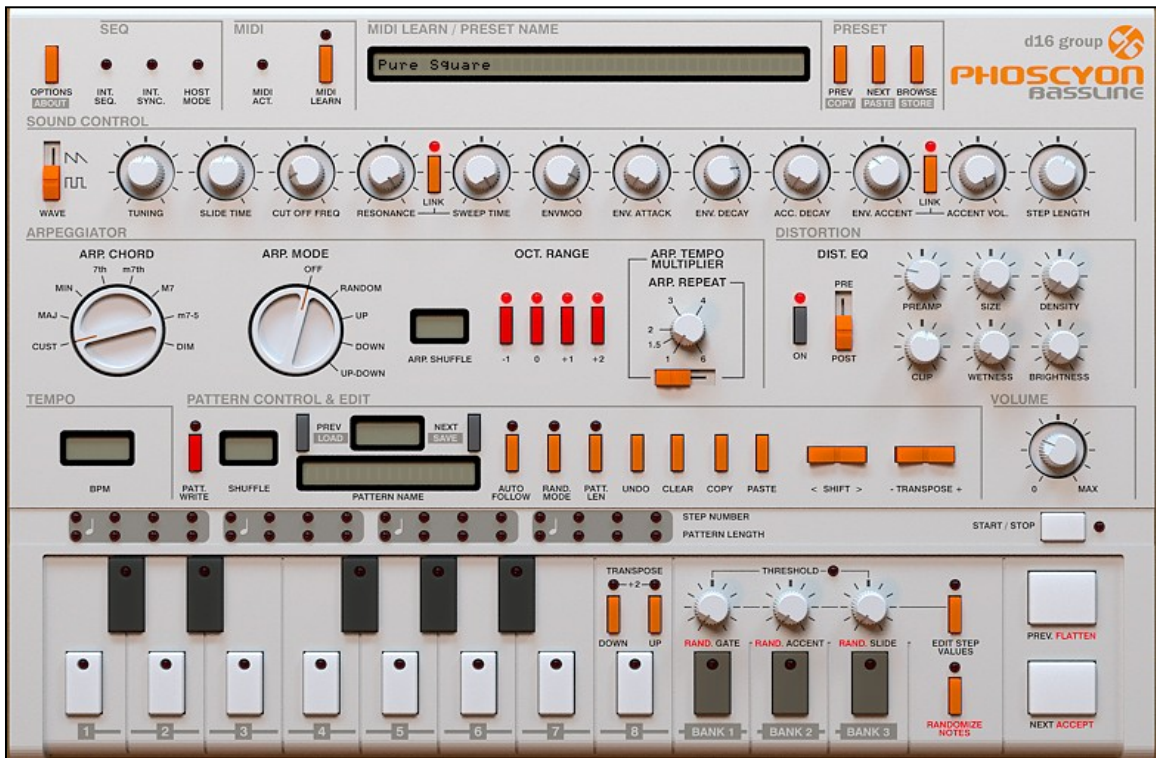 SEQ
MIDI
MIDI LEARN / PRESET NAME
PRESET
d16 group
PHOSCYON
BASSLINE
Pure Square
OPTIONS
ABOUT
INT. SEQ.
INT. SYNC.
HOST MODE
MIDI ACT.
MIDI LEARN
PREV
COPY
NEXT
PASTE
BROWSE
STORE
SOUND CONTROL
WAVE
TUNING
SLIDE TIME
CUT OFF FREQ
RESONANCE
LINK
SWEEP TIME
ENVMOD
ENV. ATTACK
ENV. DECAY
ACC. DECAY
ENV. ACCENT
LINK
ACCENT VOL.
STEP LENGTH
ARPEGGIATOR
ARP. CHORD
CUST
MAJ
MIN
7th
m7th
M7
m7-5
DIM
ARP. MODE
OFF
RANDOM
UP
DOWN
UP-DOWN
ARP. SHUFFLE
OCT. RANGE
-1
0
+1
+2
ARP. TEMPO
MULTIPLIER
ARP. REPEAT
1
1.5
2
3
4
6
DISTORTION
DIST. EQ
ON
PRE
POST
PREAMP
SIZE
DENSITY
CLIP
WETNESS
BRIGHTNESS
TEMPO
BPM
PATTERN CONTROL & EDIT
PATT. WRITE
SHUFFLE
PREV
LOAD
NEXT
SAVE
PATTERN NAME
AUTO FOLLOW
RAND. MODE
PATT. LEN
UNDO
CLEAR
COPY
PASTE
< SHIFT >
- TRANSPOSE +
VOLUME
0
MAX
STEP NUMBER
PATTERN LENGTH
START / STOP
TRANSPOSE
+2
DOWN
UP
THRESHOLD
RAND. GATE
RAND. ACCENT
RAND. SLIDE
EDIT STEP
VALUES
PREV. FLATTEN
1
2
3
4
5
6
7
8
BANK 1
BANK 2
BANK 3
RANDOMIZE
NOTES
NEXT ACCEPT